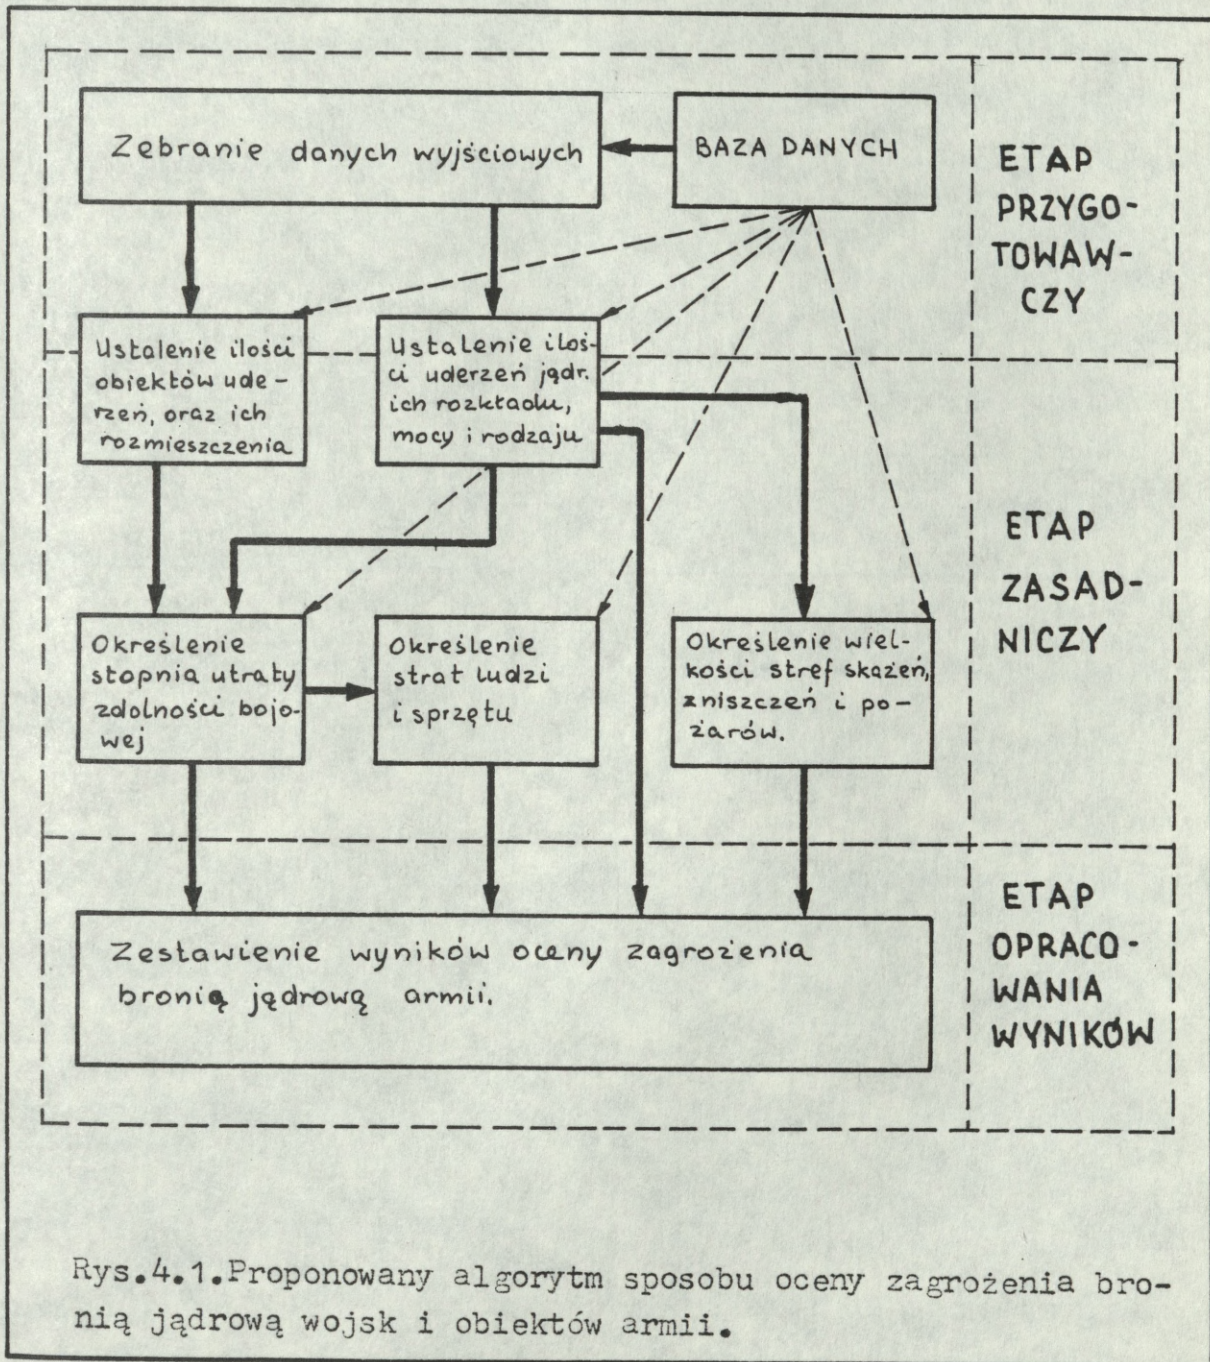 Zebranie danych wyjściowych
BAZA DANYCH
ETAP
PRZYGO-
TOWAW-
CZY
Ustalenie ilości
obiektów ude-
rzeń, oraz ich
rozmieszczenia
Ustalenie iloś-
ci uderzeń jądr.
ich rozkładu,
mocy i rodzaju
ETAP
ZASAD-
NICZY
Określenie
stopnia utraty
zdolności bojo-
wej
Określenie
strat ludzi
i sprzętu
Określenie wiel-
kości stref skażeń,
zniszczeń i po-
żarów.
ETAP
OPRACO-
WANIA
WYNIKÓW
Zestawienie wyników oceny zagrożenia
bronią jądrową armii.
Rys.4.1.Proponowany algorytm sposobu oceny zagrożenia bro-
nią jądrową wojsk i obiektów armii.